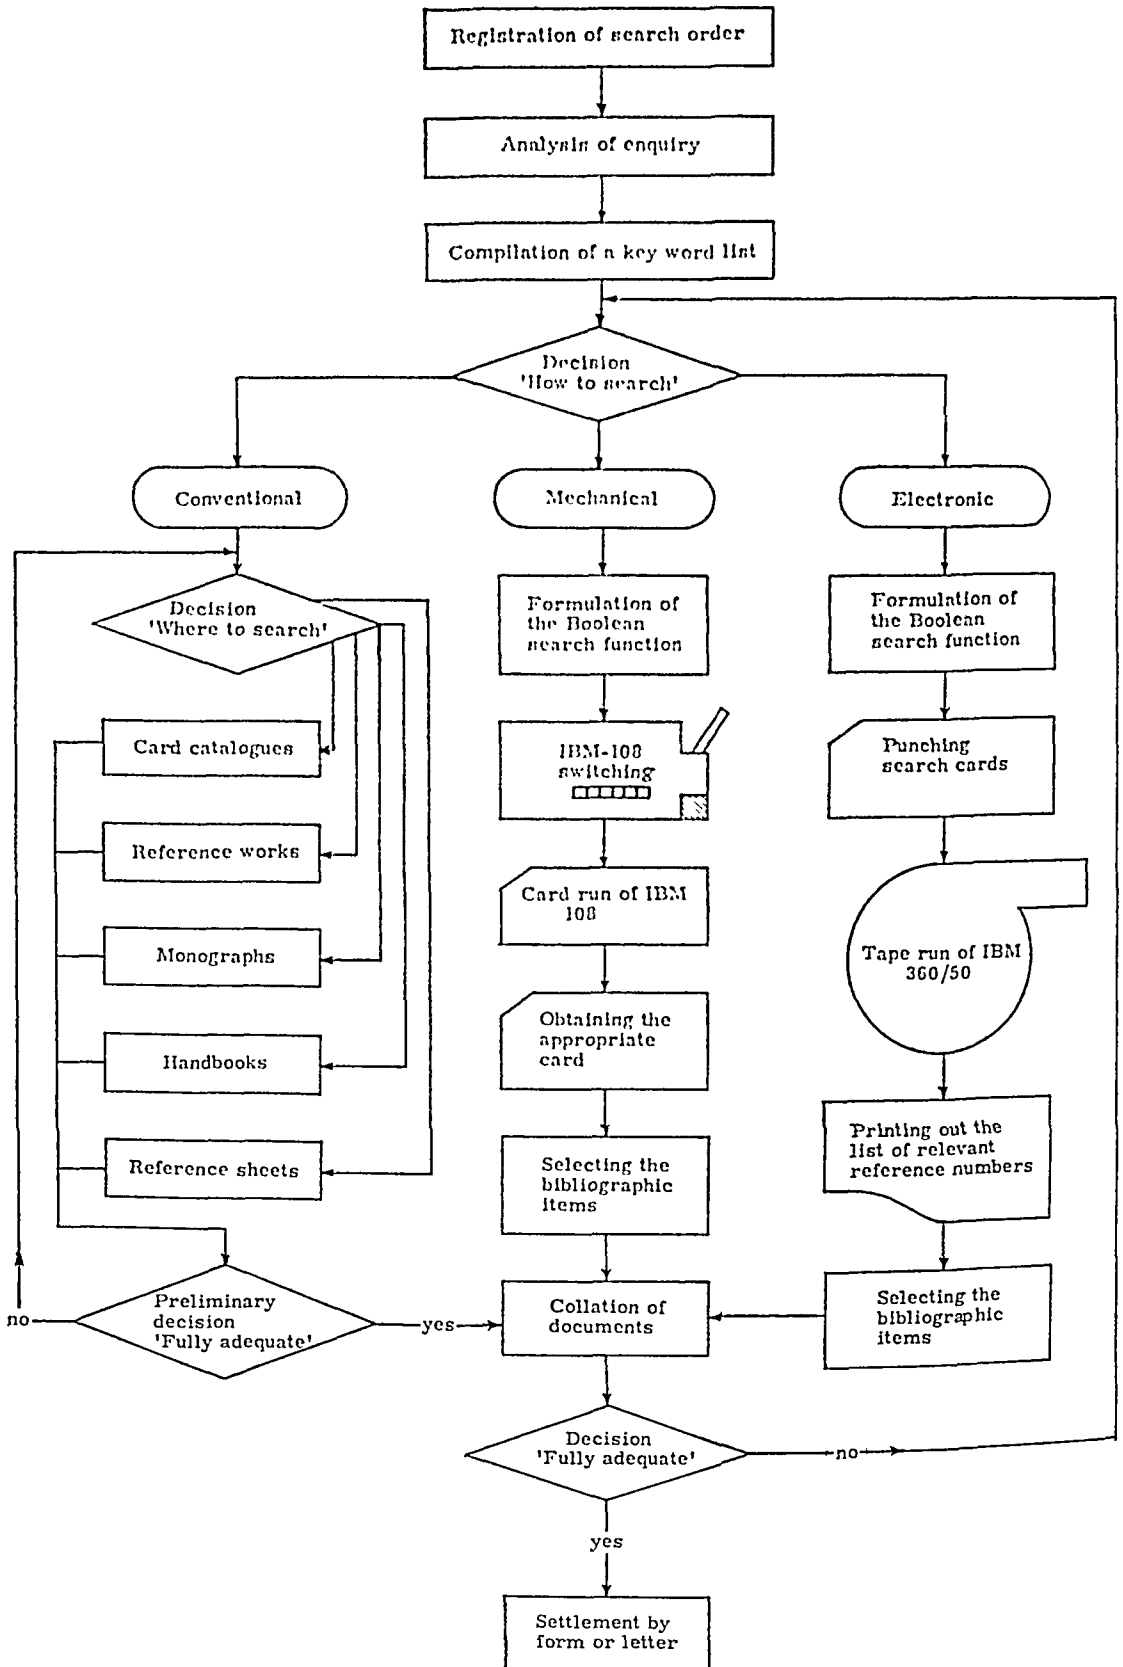 Registration of search order
Analysis of enquiry
Compilation of a key word list
Decision
'How to search'
Conventional
Mechanical
Electronic
Decision
'Where to search'
Formulation of
the Boolean
search function
Formulation of
the Boolean
search function
Card catalogues
IBM-108
switching
Punching
search cards
Reference works
Card run of IBM
108
Monographs
Tape run of IBM
360/50
Obtaining the
appropriate
card
Handbooks
Printing out the
list of relevant
reference numbers
Reference sheets
Selecting the
bibliographic
items
Preliminary
decision
'Fully adequate'
no
yes
Collation of
documents
Selecting the
bibliographic
items
Decision
'Fully adequate'
no
yes
Settlement by
form or letter